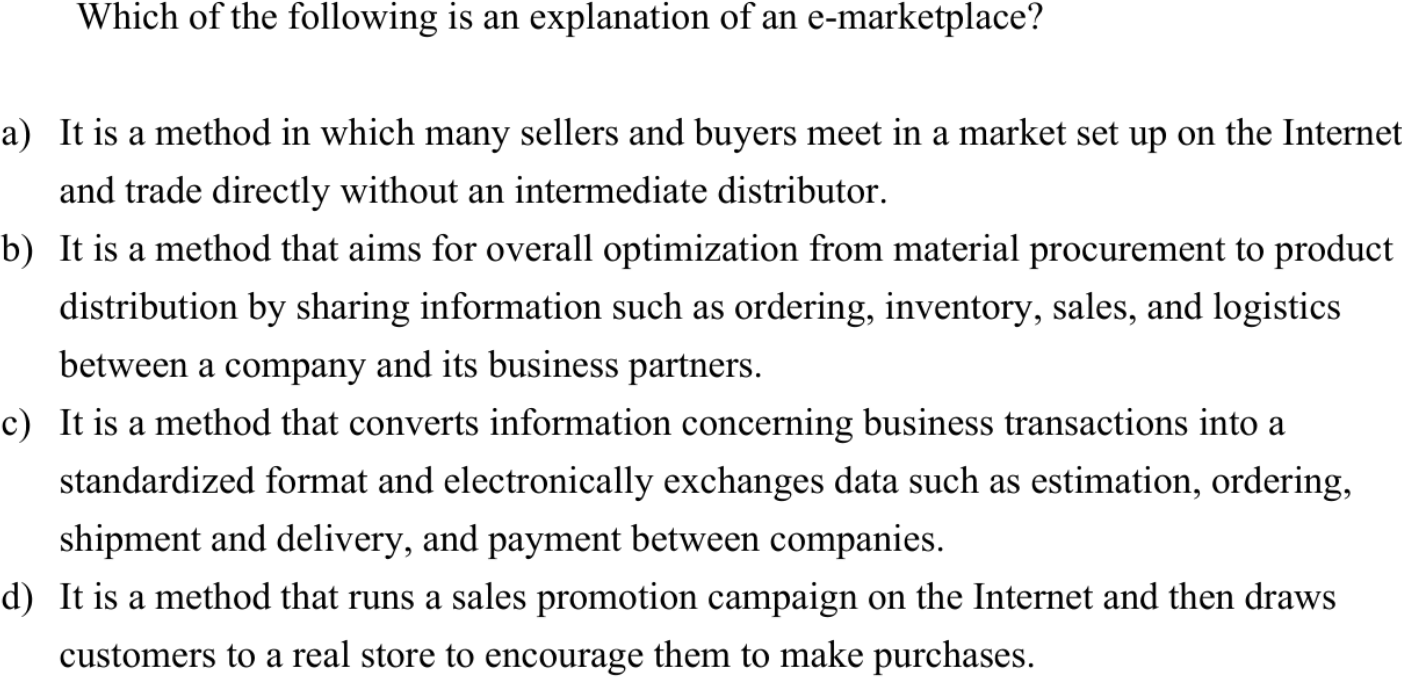 Which of the following is an explanation of an e-marketplace?
a) It is a method in which many sellers and buyers meet in a market set up on the Internet
and trade directly without an intermediate distributor.
b) It is a method that aims for overall optimization from material procurement to product
distribution by sharing information such as ordering, inventory, sales, and logistics
between a company and its business partners.
c) It is a method that converts information concerning business transactions into a
standardized format and electronically exchanges data such as estimation, ordering,
shipment and delivery, and payment between companies.
d) It is a method that runs a sales promotion campaign on the Internet and then draws
customers to a real store to encourage them to make purchases.